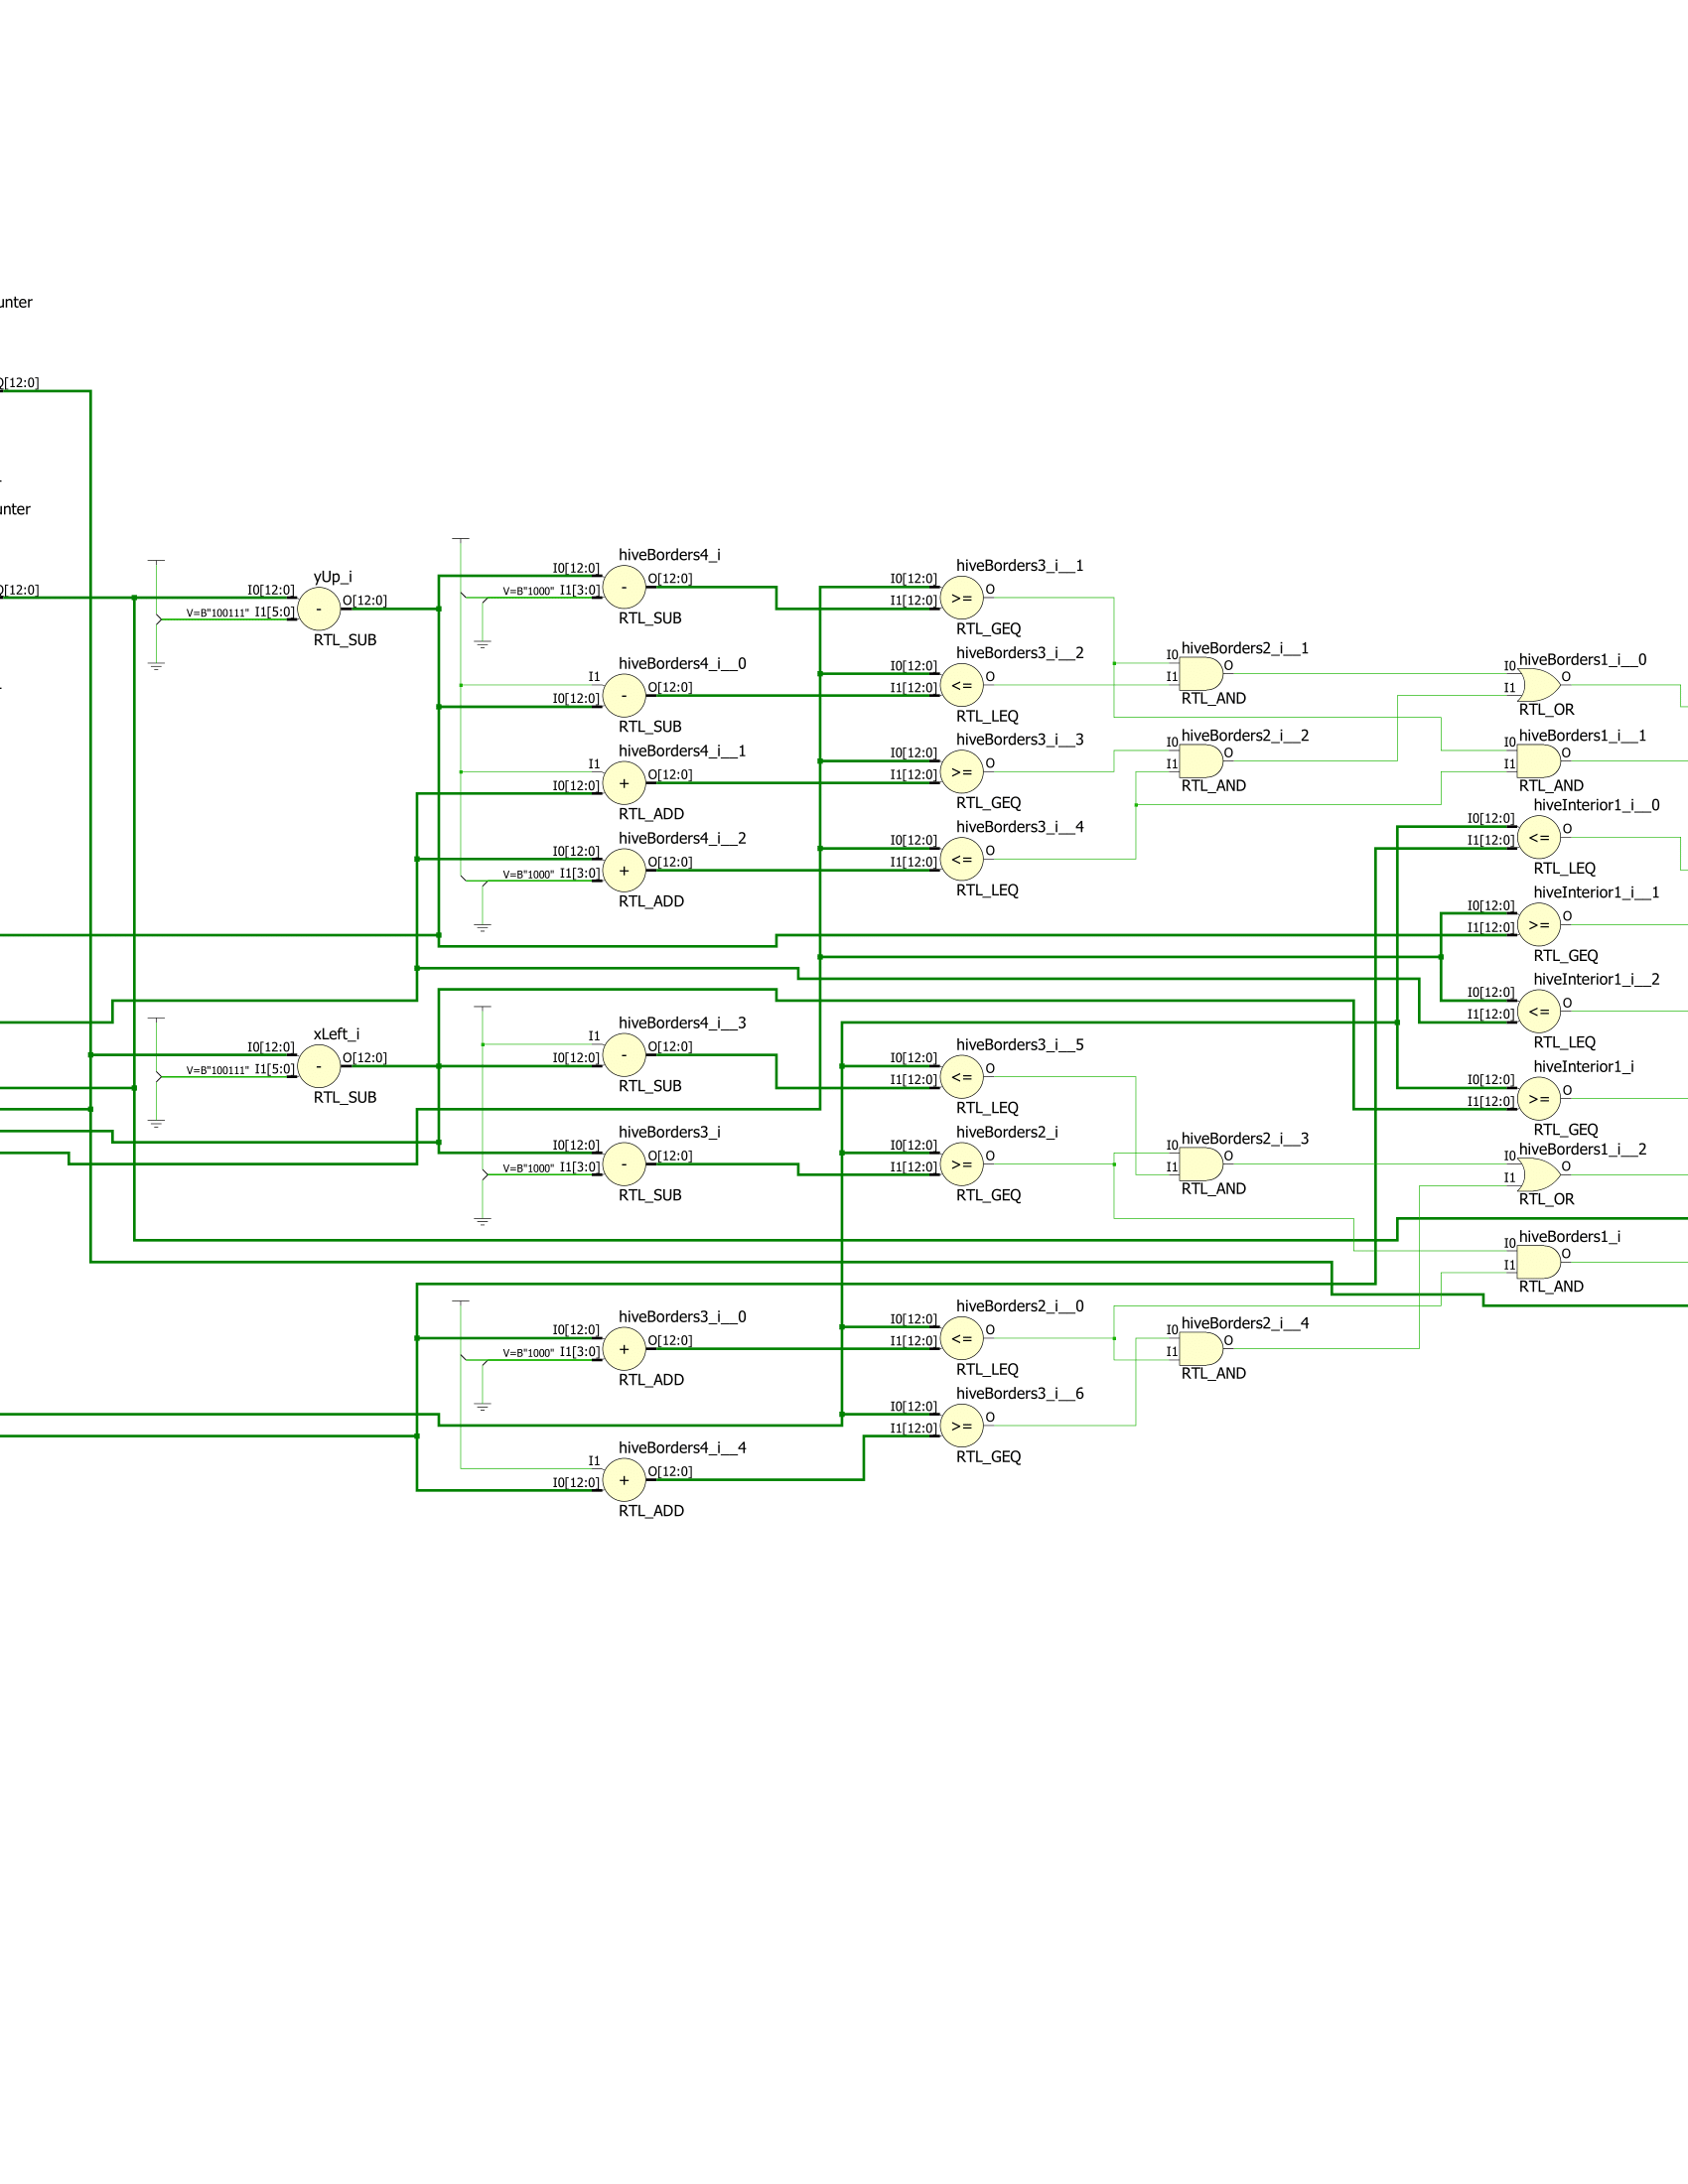 unter
Q[12:0]
unter
Q[12:0]
yUp_i
I0[12:0]
V=B"100111" I1[5:0]
-
O[12:0]
RTL_SUB
hiveBorders4_i
I0[12:0]
V=B"1000" I1[3:0]
-
O[12:0]
RTL_SUB
hiveBorders4_i__0
I1
I0[12:0]
-
O[12:0]
RTL_SUB
hiveBorders4_i__1
I1
I0[12:0]
+
O[12:0]
RTL_ADD
hiveBorders4_i__2
I0[12:0]
V=B"1000" I1[3:0]
+
O[12:0]
RTL_ADD
xLeft_i
I0[12:0]
V=B"100111" I1[5:0]
-
O[12:0]
RTL_SUB
hiveBorders4_i__3
I1
I0[12:0]
-
O[12:0]
RTL_SUB
hiveBorders3_i
I0[12:0]
V=B"1000" I1[3:0]
-
O[12:0]
RTL_SUB
hiveBorders3_i__0
I0[12:0]
V=B"1000" I1[3:0]
+
O[12:0]
RTL_ADD
hiveBorders4_i__4
I1
I0[12:0]
+
O[12:0]
RTL_ADD
hiveBorders3_i__1
I0[12:0]
I1[12:0]
>=
O
RTL_GEQ
hiveBorders3_i__2
I0[12:0]
I1[12:0]
<=
O
RTL_LEQ
hiveBorders3_i__3
I0[12:0]
I1[12:0]
>=
O
RTL_GEQ
hiveBorders3_i__4
I0[12:0]
I1[12:0]
<=
O
RTL_LEQ
hiveBorders3_i__5
I0[12:0]
I1[12:0]
<=
O
RTL_LEQ
hiveBorders2_i
I0[12:0]
I1[12:0]
>=
O
RTL_GEQ
hiveBorders2_i__0
I0[12:0]
I1[12:0]
<=
O
RTL_LEQ
hiveBorders3_i__6
I0[12:0]
I1[12:0]
>=
O
RTL_GEQ
hiveBorders2_i__1
I0
I1
O
RTL_AND
hiveBorders2_i__2
I0
I1
O
RTL_AND
hiveBorders2_i__3
I0
I1
O
RTL_AND
hiveBorders2_i__4
I0
I1
O
RTL_AND
hiveBorders1_i__0
I0
I1
O
RTL_OR
hiveBorders1_i__1
I0
I1
O
RTL_AND
hiveInterior1_i__0
I0[12:0]
I1[12:0]
<=
O
RTL_LEQ
hiveInterior1_i__1
I0[12:0]
I1[12:0]
>=
O
RTL_GEQ
hiveInterior1_i__2
I0[12:0]
I1[12:0]
<=
O
RTL_LEQ
hiveInterior1_i
I0[12:0]
I1[12:0]
>=
O
RTL_GEQ
hiveBorders1_i__2
I0
I1
O
RTL_OR
hiveBorders1_i
I0
I1
O
RTL_AND